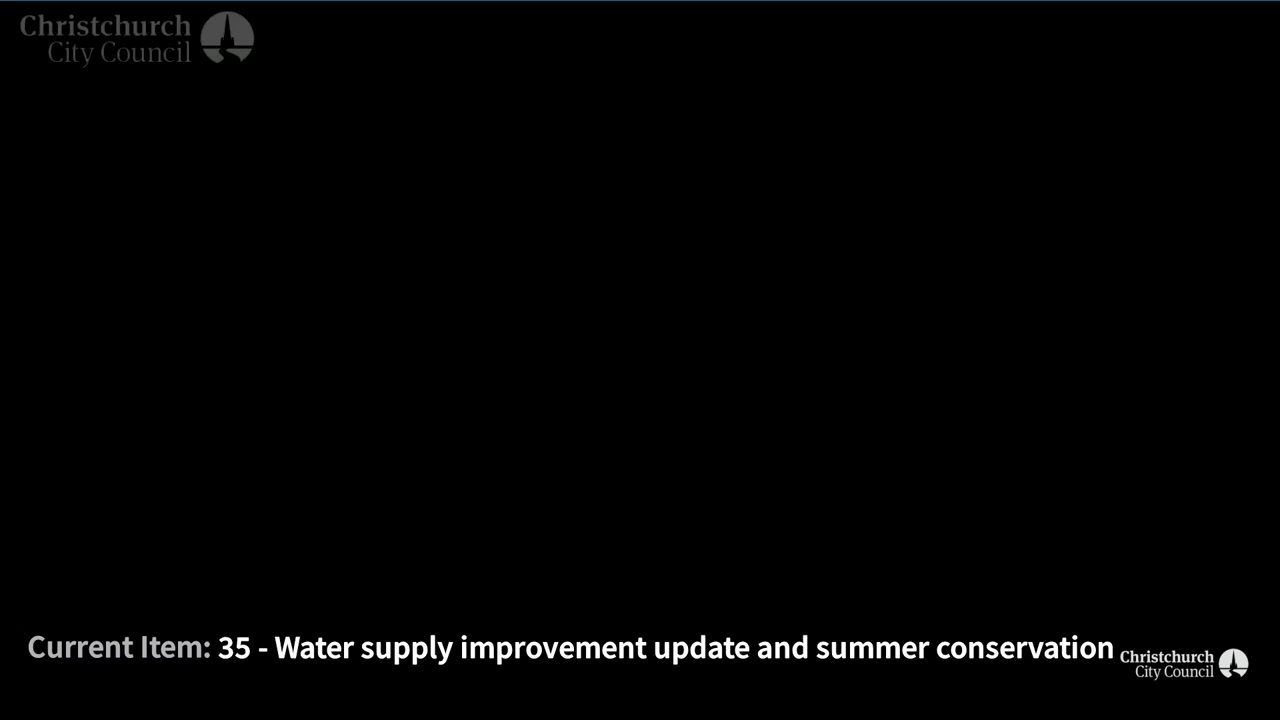 Christchurch
City Council
Current Item: 35 - Water supply improvement update and summer conservation
Christchurch
City Council